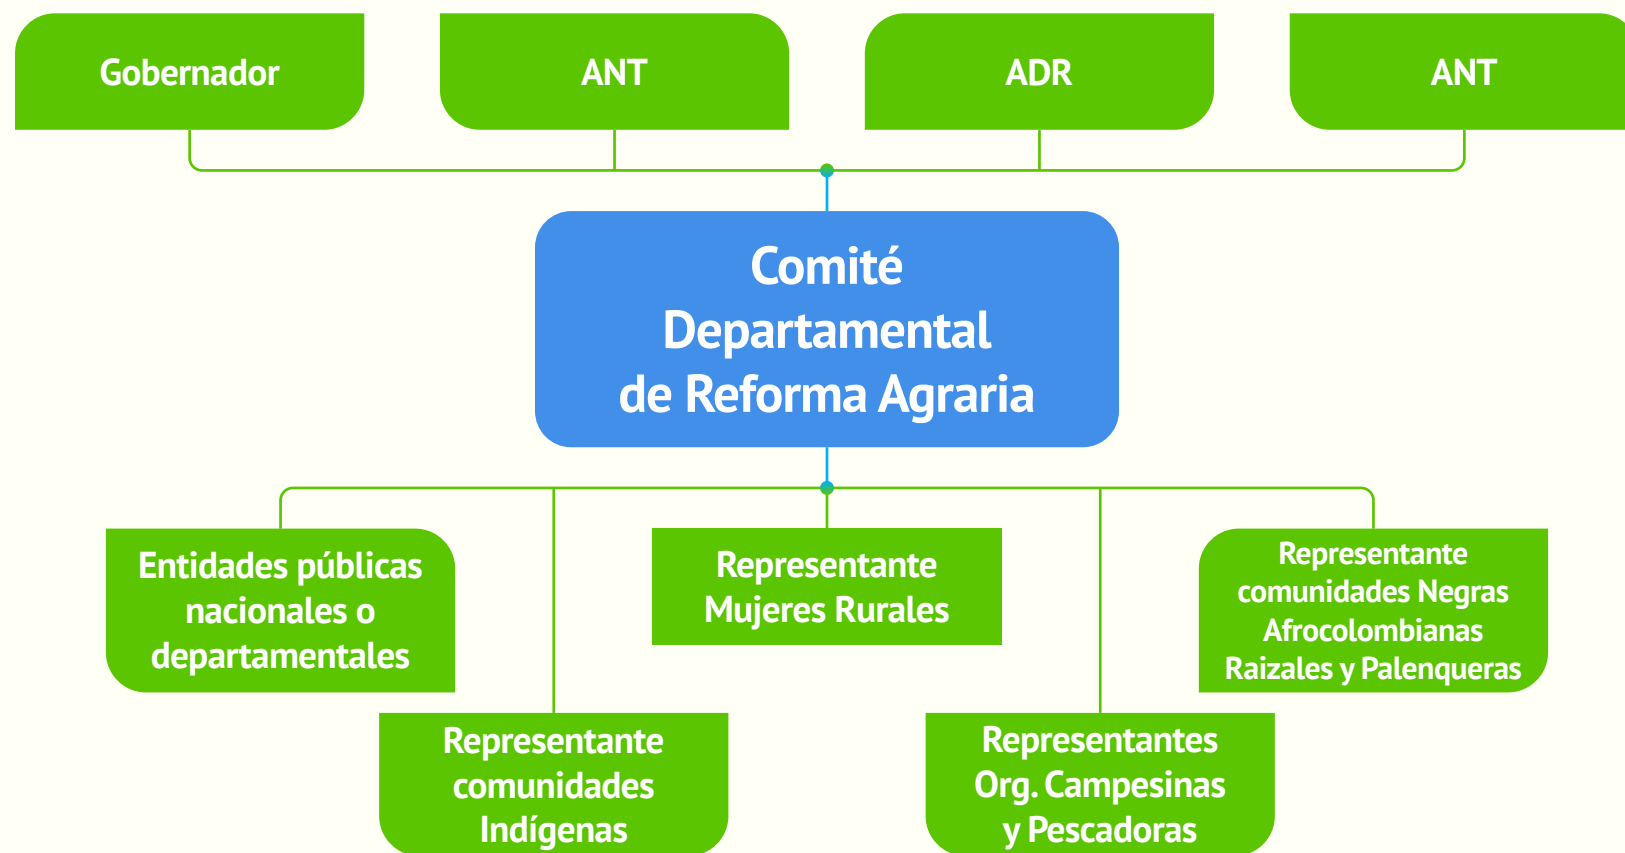 Gobernador
ANT
ADR
ANT
Comité
Departamental
de Reforma Agraria
Entidades públicas
nacionales o
departamentales
Representante
Mujeres Rurales
Representante
comunidades Negras
Afrocolombianas
Raizales y Palenqueras
Representante
comunidades
Indígenas
Representantes
Org. Campesinas
y Pescadoras